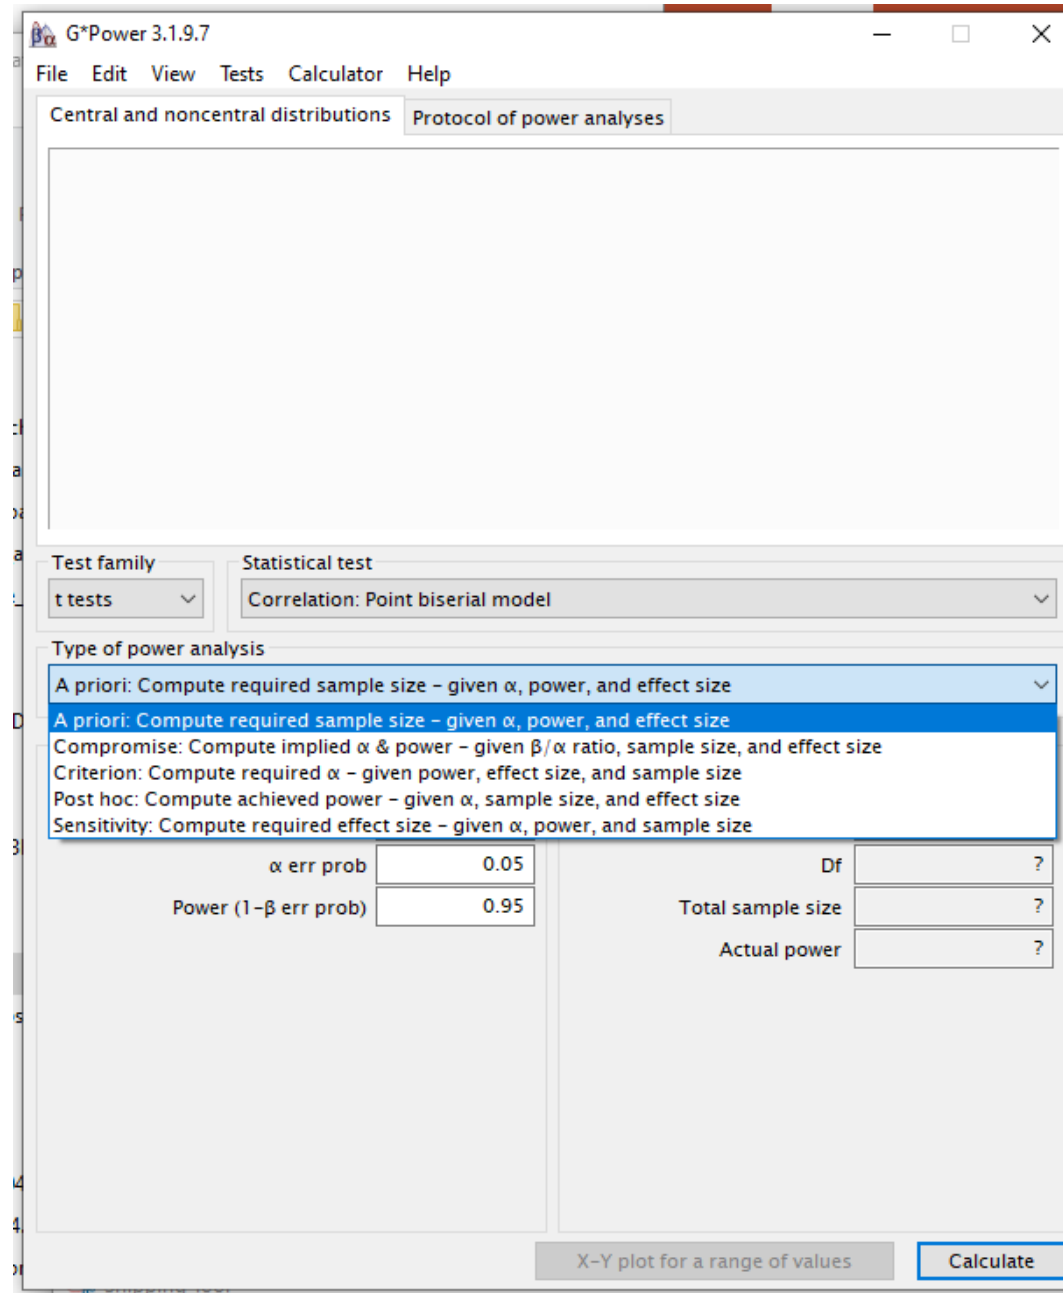 G*Power 3.1.9.7
File Edit View Tests Calculator Help
Central and noncentral distributions Protocol of power analyses
Test family Statistical test
t tests Correlation: Point biserial model
Type of power analysis
A priori: Compute required sample size – given α, power, and effect size
A priori: Compute required sample size – given α, power, and effect size
Compromise: Compute implied α & power – given β/α ratio, sample size, and effect size
Criterion: Compute required α – given power, effect size, and sample size
Post hoc: Compute achieved power – given α, sample size, and effect size
Sensitivity: Compute required effect size – given α, power, and sample size
α err prob 0.05 Df ?
Power (1-β err prob) 0.95 Total sample size ?
Actual power ?
X-Y plot for a range of values Calculate